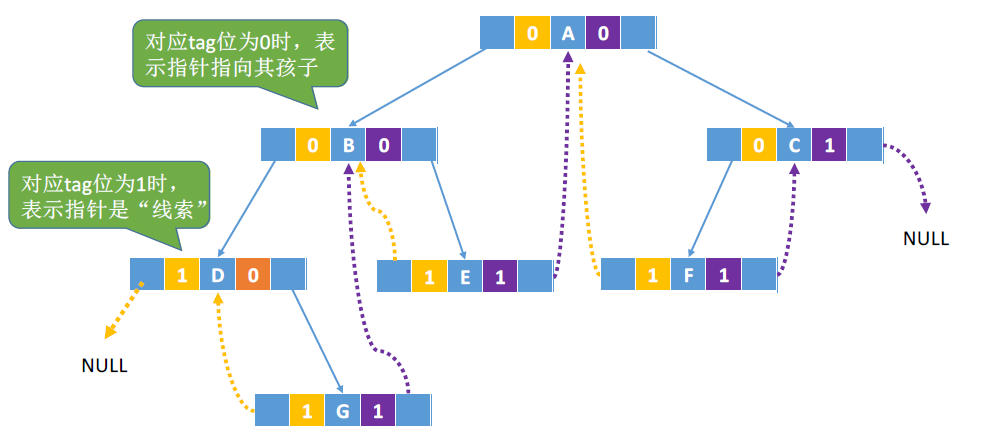 对应tag位为0时，表
示指针指向其孩子
0 A 0
0 B 0
0 C 1
对应tag位为1时，
表示指针是“线索”
NULL
1 D 0
1 E 1
1 F 1
NULL
1 G 1